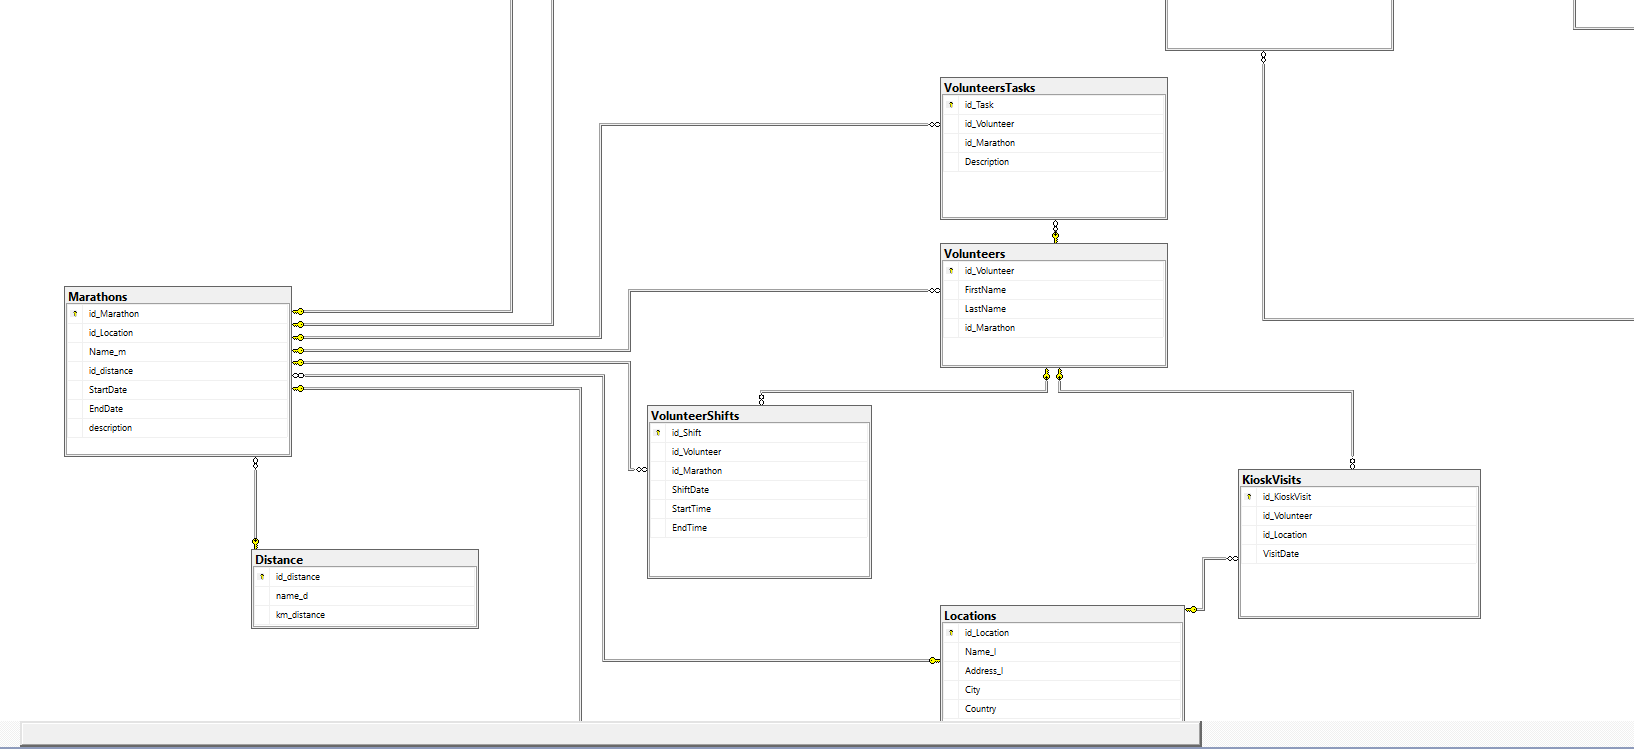 VolunteersTasks
id_Task
id_Volunteer
id_Marathon
Description
Volunteers
id_Volunteer
FirstName
LastName
id_Marathon
Marathons
id_Marathon
id_Location
Name_m
id_distance
StartDate
EndDate
description
VolunteerShifts
id_Shift
id_Volunteer
id_Marathon
ShiftDate
StartTime
EndTime
KioskVisits
id_KioskVisit
id_Volunteer
id_Location
VisitDate
Distance
id_distance
name_d
km_distance
Locations
id_Location
Name_l
Address_l
City
Country